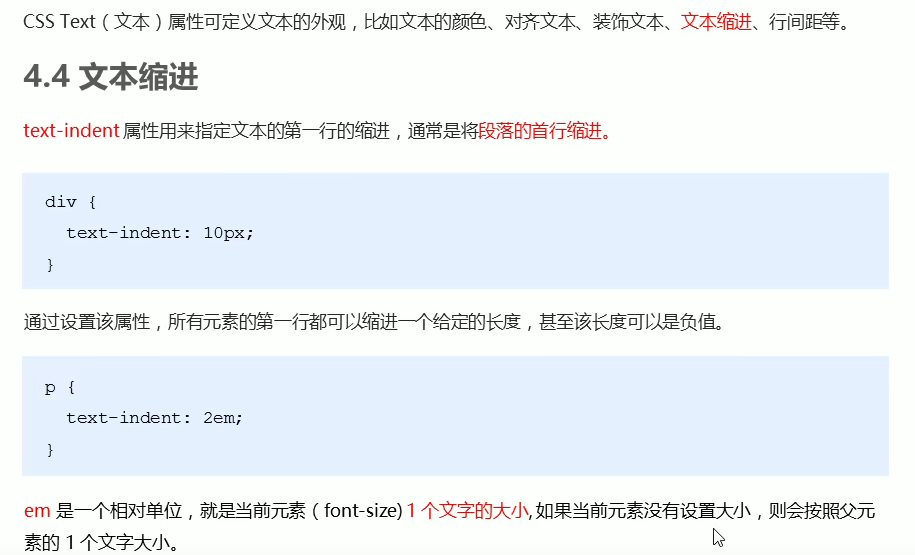 CSS Text（文本）属性可定义文本的外观，比如文本的颜色、对齐文本、装饰文本、文本缩进、行间距等。
4.4 文本缩进
text-indent 属性用来指定文本的第一行的缩进，通常是将段落的首行缩进。
div {
  text-indent: 10px;
}
通过设置该属性，所有元素的第一行都可以缩进一个给定的长度，甚至该长度可以是负值。
p {
  text-indent: 2em;
}
em 是一个相对单位，就是当前元素（font-size) 1 个文字的大小, 如果当前元素没有设置大小，则会按照父元
素的 1 个文字大小。